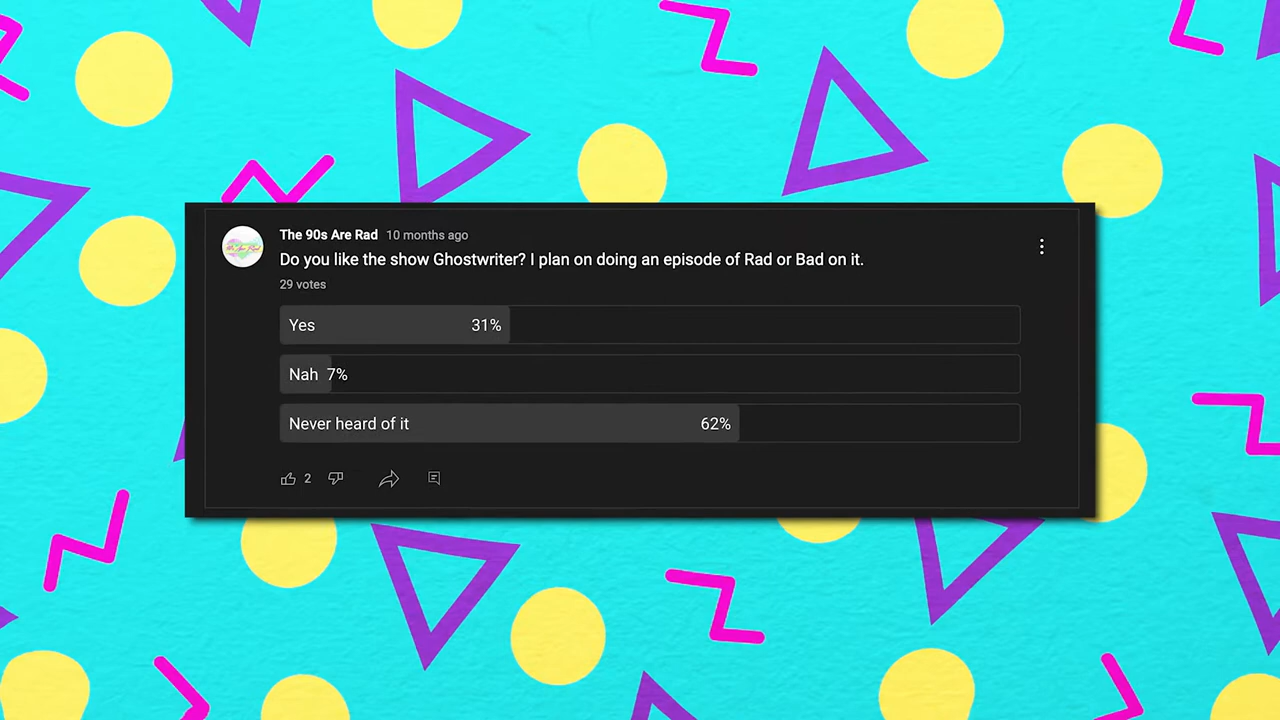 The 90s Are Rad 10 months ago
Do you like the show Ghostwriter? I plan on doing an episode of Rad or Bad on it.
29 votes
Yes 31%
Nah 7%
Never heard of it 62%
2